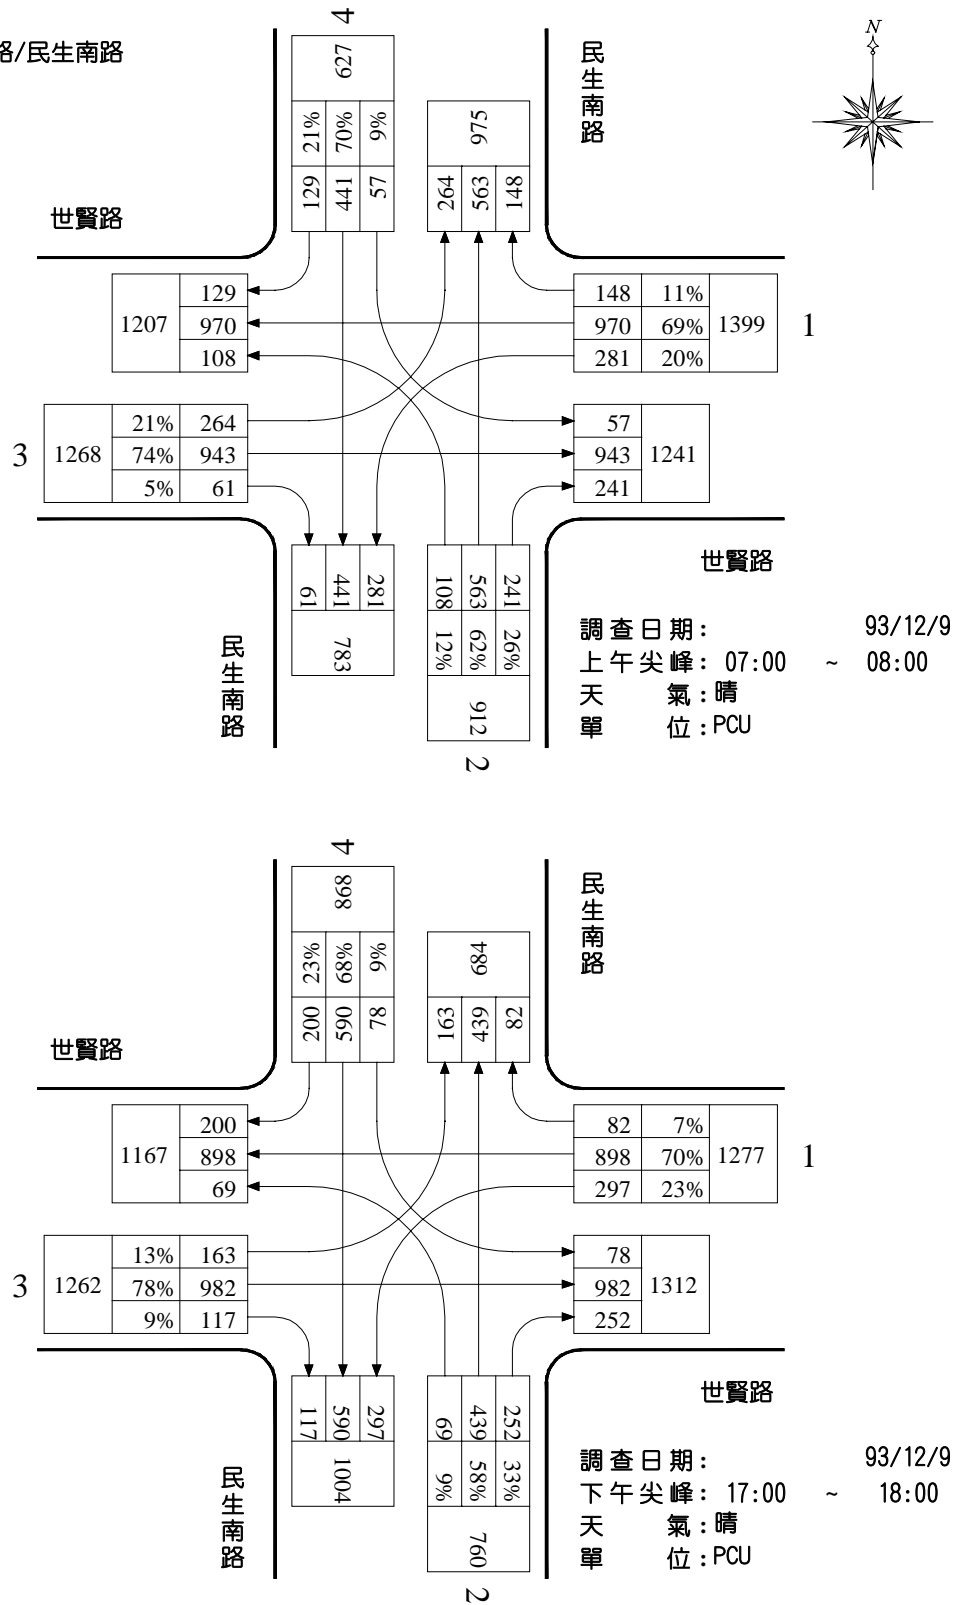 4
N
路/民生南路
民生南路
627
21% 70% 9%
129 441 57
975
264 563 148
世賢路
1207
129
970
108
148 11%
970 69%
281 20%
1399
1
3
1268
21% 264
74% 943
5% 61
57
943
241
1241
世賢路
61 441 281
783
108 563 241
12% 62% 26%
912
2
民生南路
調查日期: 93/12/9
上午尖峰: 07:00 ~ 08:00
天 氣:晴
單 位:PCU
4
民生南路
868
23% 68% 9%
200 590 78
684
163 439 82
世賢路
1167
200
898
69
82 7%
898 70%
297 23%
1277
1
3
1262
13% 163
78% 982
9% 117
78
982
252
1312
世賢路
117 590 297
1004
69 439 252
9% 58% 33%
760
2
民生南路
調查日期: 93/12/9
下午尖峰: 17:00 ~ 18:00
天 氣:晴
單 位:PCU